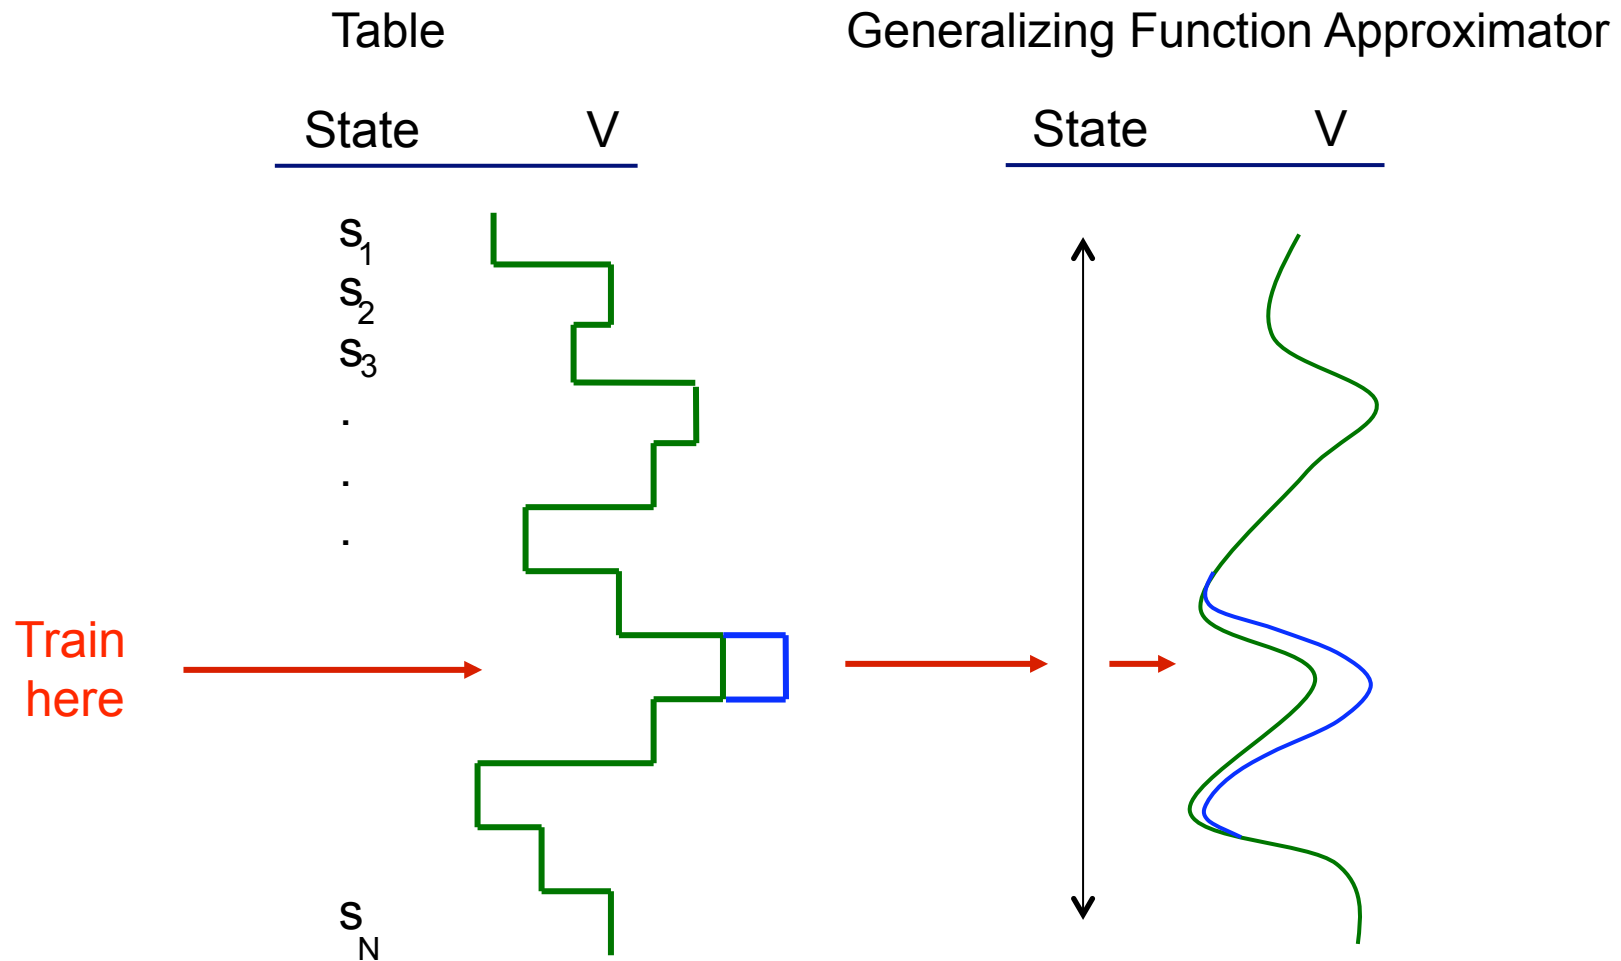 Table
Generalizing Function Approximator
State V
State V
s1
s2
s3
.
.
.
Train
here
sN